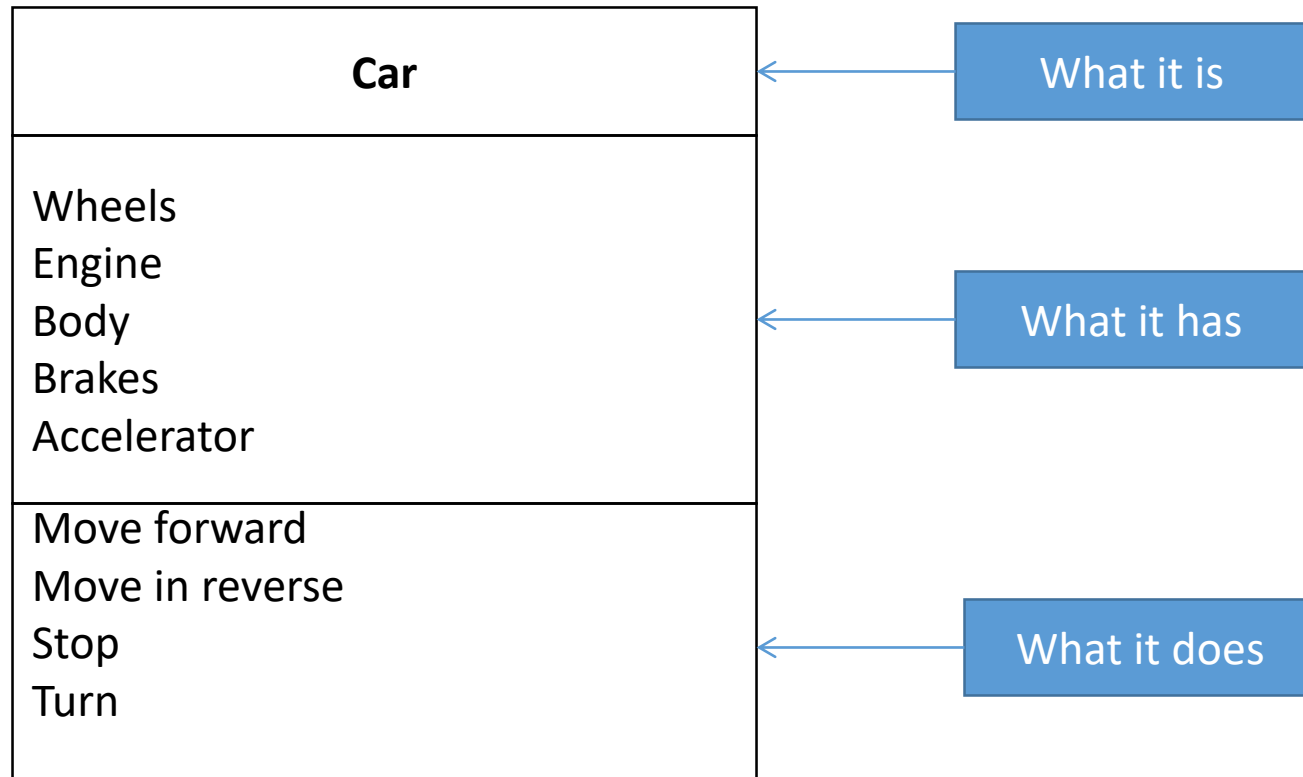 Car
What it is
Wheels
Engine
Body
Brakes
Accelerator
What it has
Move forward
Move in reverse
Stop
Turn
What it does